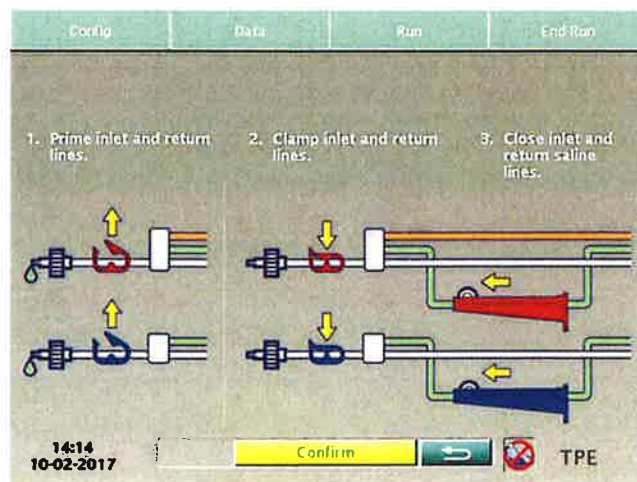 Config
Data
Run
End Run
1. Prime inlet and return
lines.
2. Clamp inlet and return
lines.
3. Close inlet and
return saline
lines.
14:14
10-02-2017
Confirm
TPE